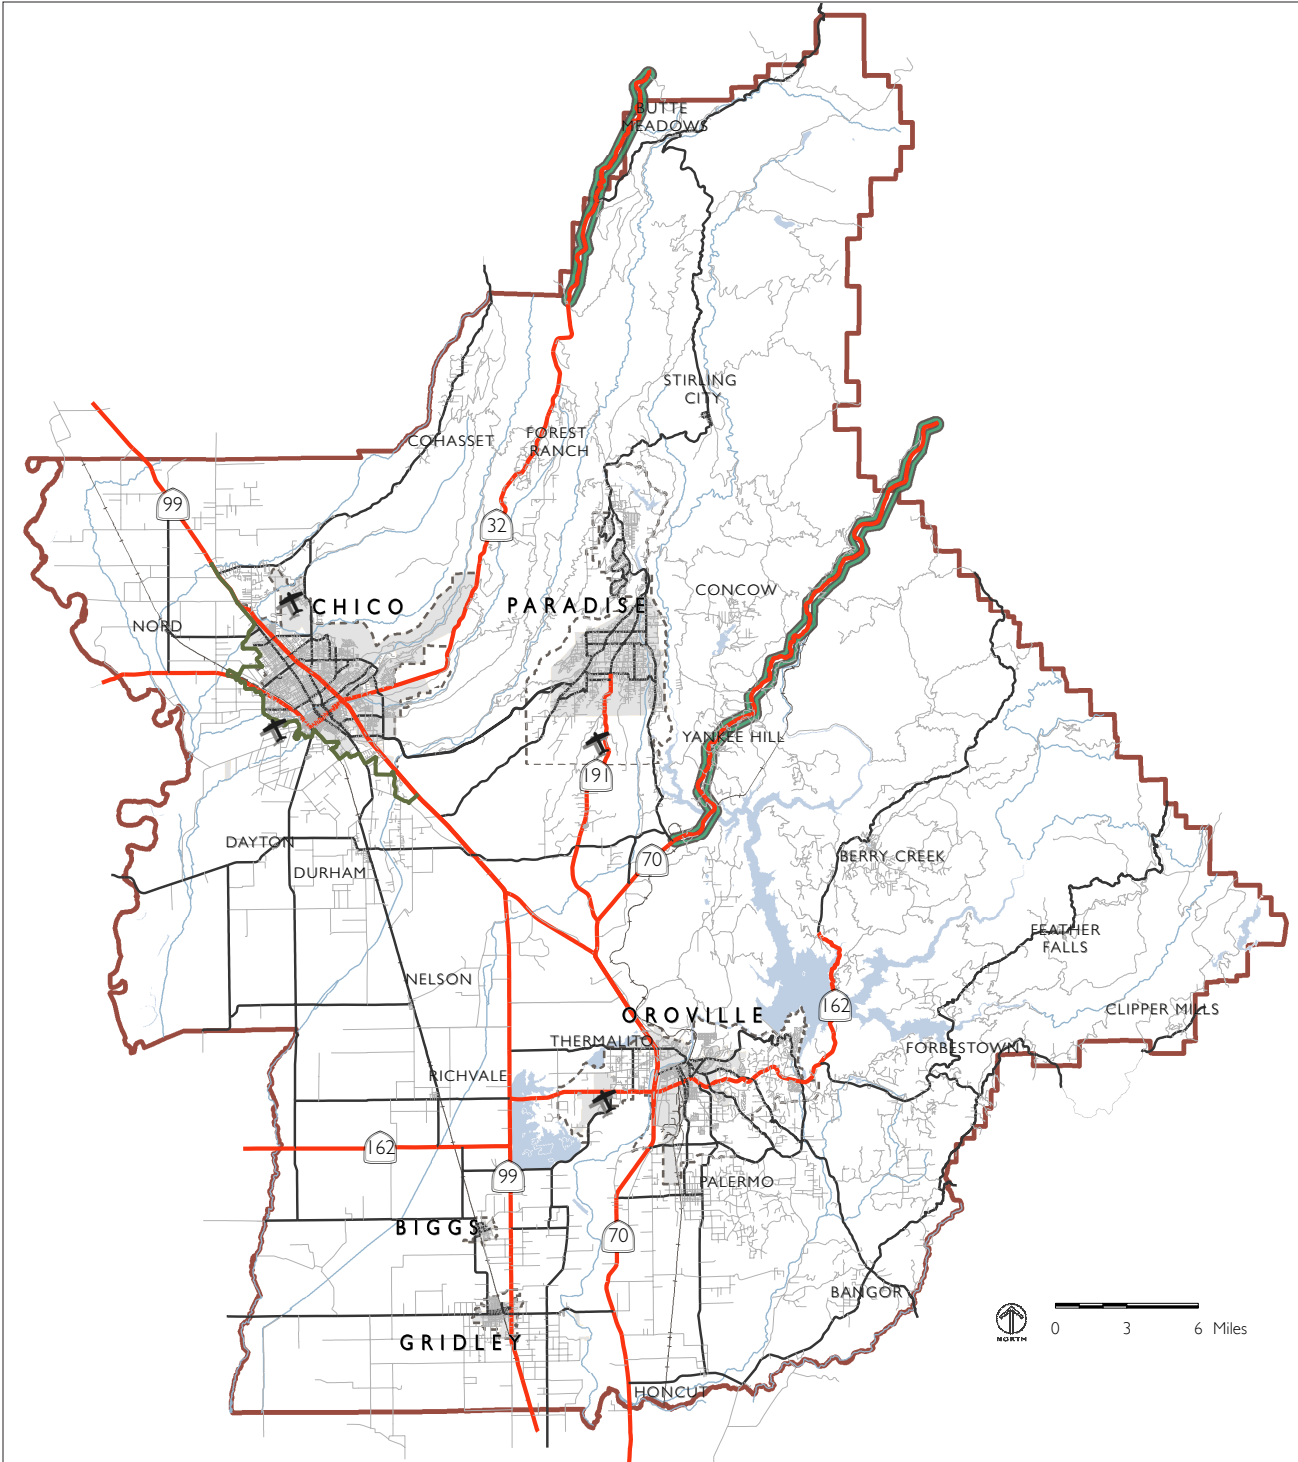 BUTTE
MEADOWS
STIRLING
CITY
COHASSET
FOREST
RANCH
99
32
CONCOW
CHICO
PARADISE
NORD
YANKEE HILL
191
DAYTON
DURHAM
70
BERRY CREEK
FEATHER
FALLS
NELSON
162
CLIPPER MILLS
OROVILLE
THERMALITO
FORBESTOWN
RICHVALE
162
99
PALERMO
BIGGS
70
BANGOR
GRIDLEY
HONCUT
NORTH
0 3 6 Miles